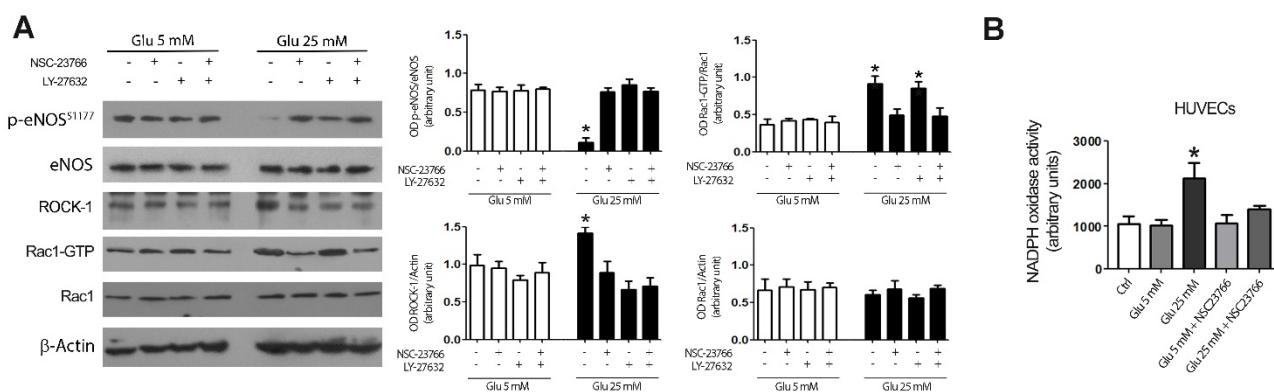 A
Glu 5 mM Glu 25 mM
NSC-23766 - + - + - + - +
LY-27632 - - + + - - + +
p-eNOS^S1177
eNOS
ROCK-1
Rac1-GTP
Rac1
β-Actin
OD p-eNOS/eNOS
(arbitrary unit)
1.5
1.0
0.5
0.0
*
NSC-23766 - + - + - + - +
LY-27632 - - + + - - + +
Glu 5 mM Glu 25 mM
OD Rac1-GTP/Rac1
(arbitrary unit)
1.5
1.0
0.5
0.0
* *
NSC-23766 - + - + - + - +
LY-27632 - - + + - - + +
Glu 5 mM Glu 25 mM
OD ROCK-1/Actin
(arbitrary unit)
1.5
1.0
0.5
0.0
*
NSC-23766 - + - + - + - +
LY-27632 - - + + - - + +
Glu 5 mM Glu 25 mM
OD Rac1/Actin
(arbitrary unit)
1.5
1.0
0.5
0.0
NSC-23766 - + - + - + - +
LY-27632 - - + + - - + +
Glu 5 mM Glu 25 mM
B
HUVECs
NADPH oxidase activity
(arbitrary units)
3000
2000
1000
0
*
Ctrl
Glu 5 mM
Glu 25 mM
Glu 5 mM + NSC23766
Glu 25 mM + NSC23766